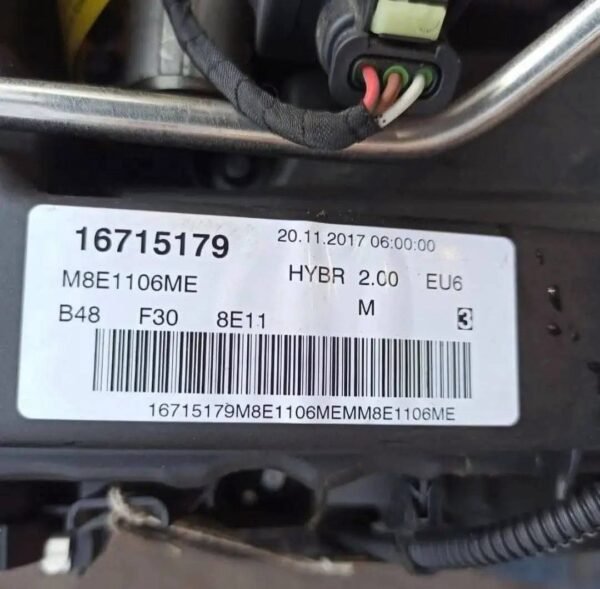 16715179 20.11.2017 06:00:00
M8E1106ME HYBR 2.00 EU6
B48 F30 8E11 M 3
16715179M8E1106MEMM8E1106ME